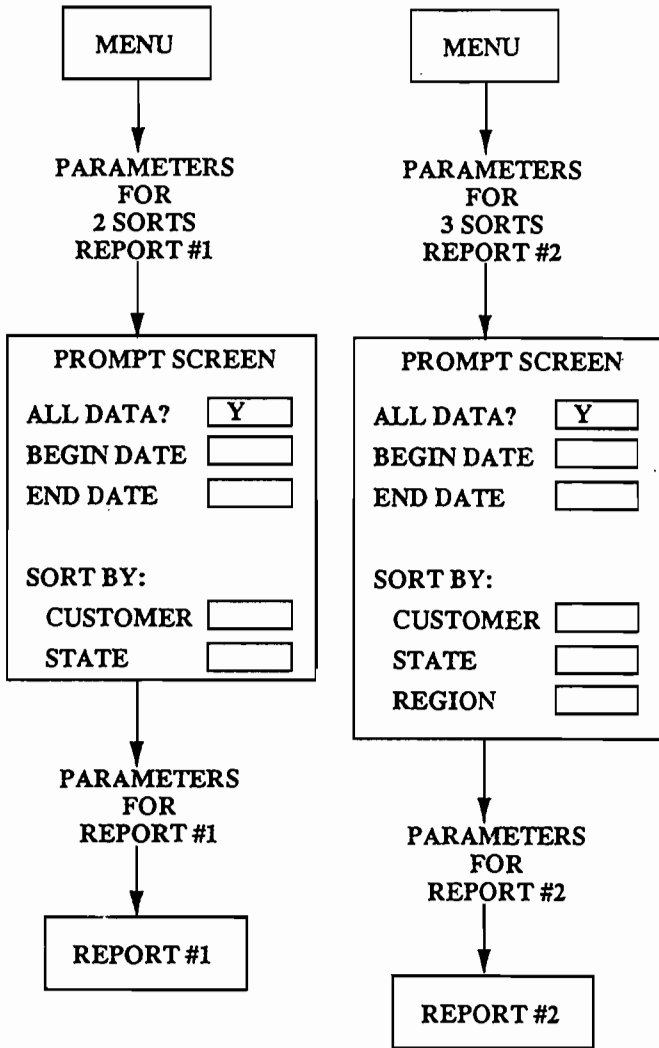 MENU
PARAMETERS
FOR
2 SORTS
REPORT #1
PROMPT SCREEN
ALL DATA? Y
BEGIN DATE
END DATE
SORT BY:
CUSTOMER
STATE
PARAMETERS
FOR
REPORT #1
REPORT #1
MENU
PARAMETERS
FOR
3 SORTS
REPORT #2
PROMPT SCREEN
ALL DATA? Y
BEGIN DATE
END DATE
SORT BY:
CUSTOMER
STATE
REGION
PARAMETERS
FOR
REPORT #2
REPORT #2